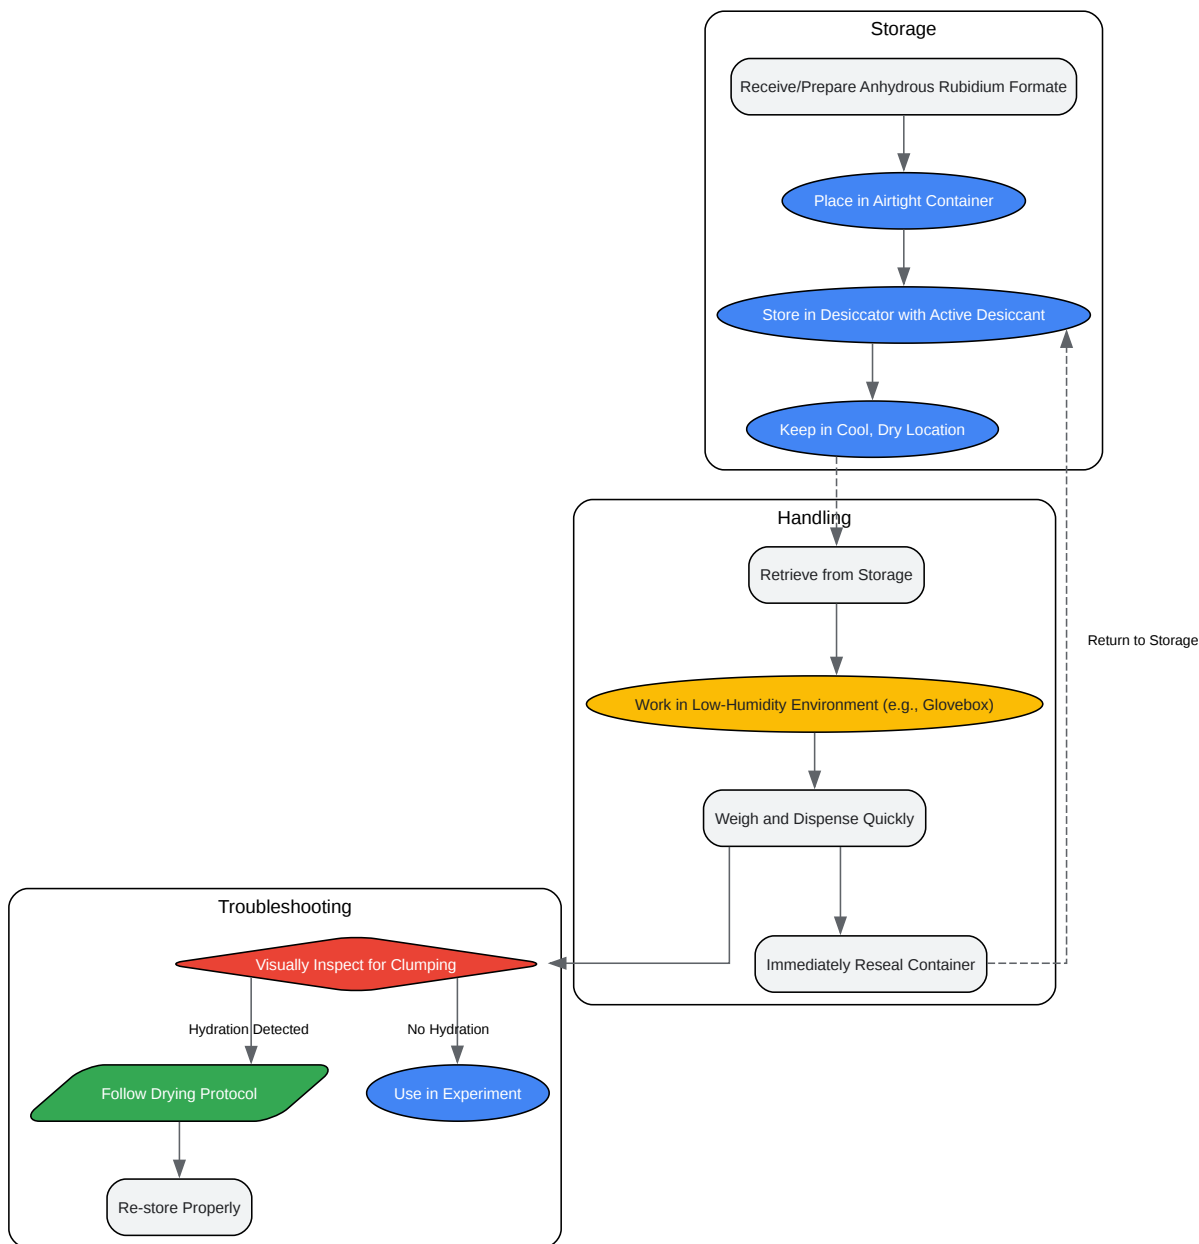 Storage
Receive/Prepare Anhydrous Rubidium Formate
Place in Airtight Container
Store in Desiccator with Active Desiccant
Keep in Cool, Dry Location
Handling
Retrieve from Storage
Return to Storage
Work in Low-Humidity Environment (e.g., Glovebox)
Weigh and Dispense Quickly
Immediately Reseal Container
Troubleshooting
Visually Inspect for Clumping
Hydration Detected
No Hydration
Follow Drying Protocol
Use in Experiment
Re-store Properly